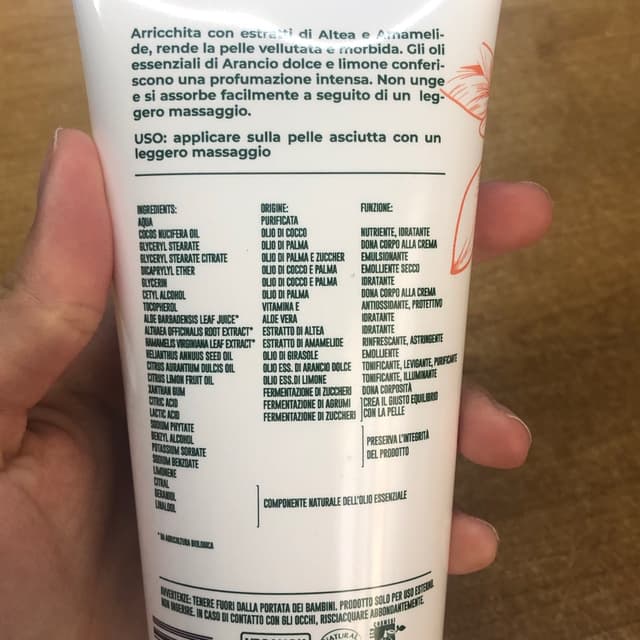 Arricchita con estratti di Altea e Amameli-
de, rende la pelle vellutata e morbida. Gli oli
essenziali di Arancio dolce e limone conferi-
scono una profumazione intensa. Non unge
e si assorbe facilmente a seguito di un leg-
gero massaggio.
USO: applicare sulla pelle asciutta con un
leggero massaggio
INGREDIENTS: ORIGINE: FUNZIONE:
AQUA PURIFICATA
COCOS NUCIFERA OIL OLIO DI COCCO NUTRIENTE, IDRATANTE
GLYCERYL STEARATE OLIO DI PALMA DONA CORPO ALLA CREMA
GLYCERYL STEARATE CITRATE OLIO DI PALMA E ZUCCHERI EMULSIONANTE
DICAPRYLYL ETHER OLIO DI COCCO E PALMA EMOLLIENTE SECCO
GLYCERIN OLIO DI COCCO E PALMA IDRATANTE
CETYL ALCOHOL OLIO DI PALMA DONA CORPO ALLA CREMA
TOCOPHEROL VITAMINA E ANTIOSSIDANTE, PROTETTIVO
ALOE BARBADENSIS LEAF JUICE* ALOE VERA IDRATANTE
ALTHAEA OFFICINALIS ROOT EXTRACT* ESTRATTO DI ALTEA IDRATANTE
HAMAMELIS VIRGINIANA LEAF EXTRACT* ESTRATTO DI AMAMELIDE RINFRESCANTE, ASTRINGENTE
HELIANTHUS ANNUUS SEED OIL OLIO DI GIRASOLE EMOLLIENTE
CITRUS AURANTIUM DULCIS OIL OLIO ESS. DI ARANCIO DOLCE TONIFICANTE, LEVIGANTE, PURIFICANTE
CITRUS LIMON FRUIT OIL OLIO ESS.DI LIMONE TONIFICANTE, ILLUMINANTE
XANTHAN GUM FERMENTAZIONE DI ZUCCHERI DONA CORPOSITÀ
CITRIC ACID FERMENTAZIONE DI AGRUMI CREA IL GIUSTO EQUILIBRIO
LACTIC ACID FERMENTAZIONE DI ZUCCHERI CON LA PELLE
SODIUM PHYTATE
BENZYL ALCOHOL PRESERVA L'INTEGRITÀ
POTASSIUM SORBATE DEL PRODOTTO
SODIUM BENZOATE
LIMONENE
CITRAL
GERANIOL COMPONENTE NATURALE DELL'OLIO ESSENZIALE
LINALOOL
*DA AGRICOLTURA BIOLOGICA
AVVERTENZE: TENERE FUORI DALLA PORTATA DEI BAMBINI. PRODOTTO SOLO PER USO ESTERNO.
NON INGERIRE. IN CASO DI CONTATTO CON GLI OCCHI, RISCIACQUARE ABBONDANTEMENTE.
NATURAL